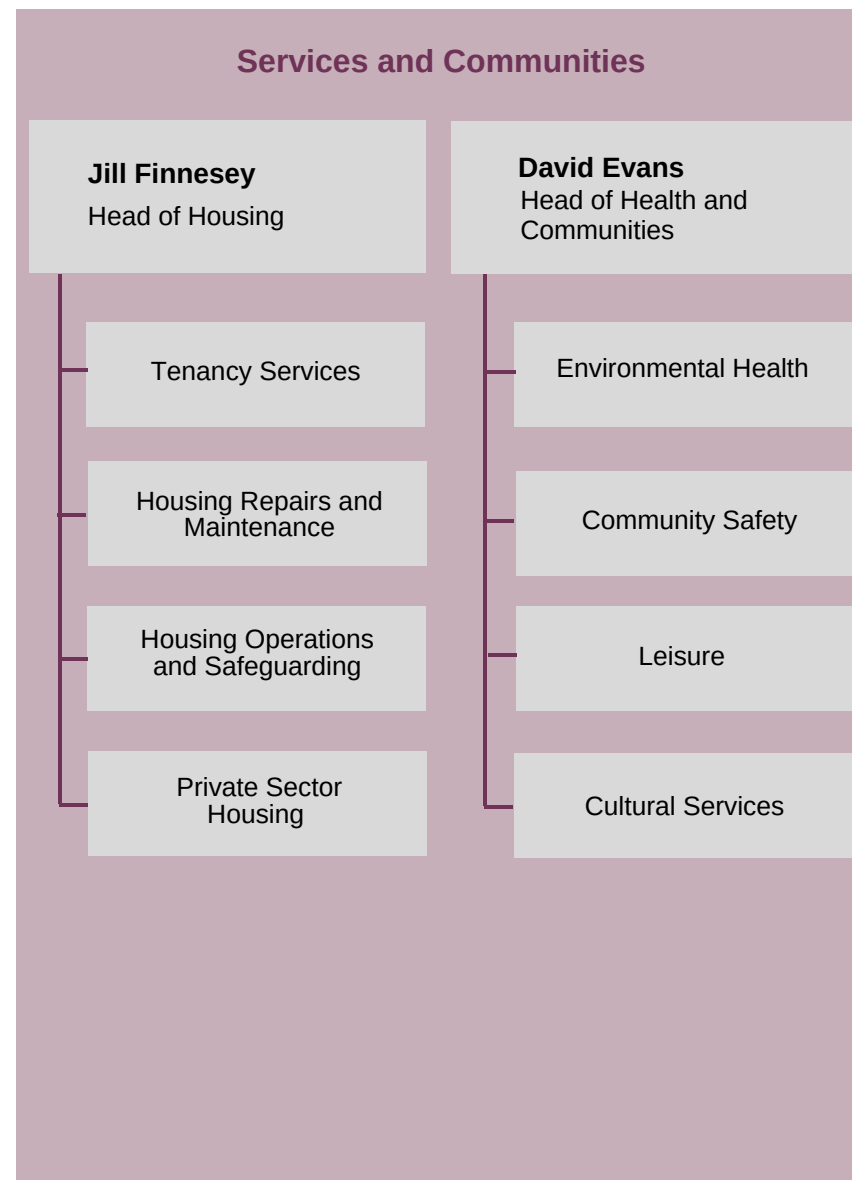 Services and Communities
Jill Finnesey
Head of Housing
Tenancy Services
Housing Repairs and
Maintenance
Housing Operations
and Safeguarding
Private Sector
Housing
David Evans
Head of Health and
Communities
Environmental Health
Community Safety
Leisure
Cultural Services